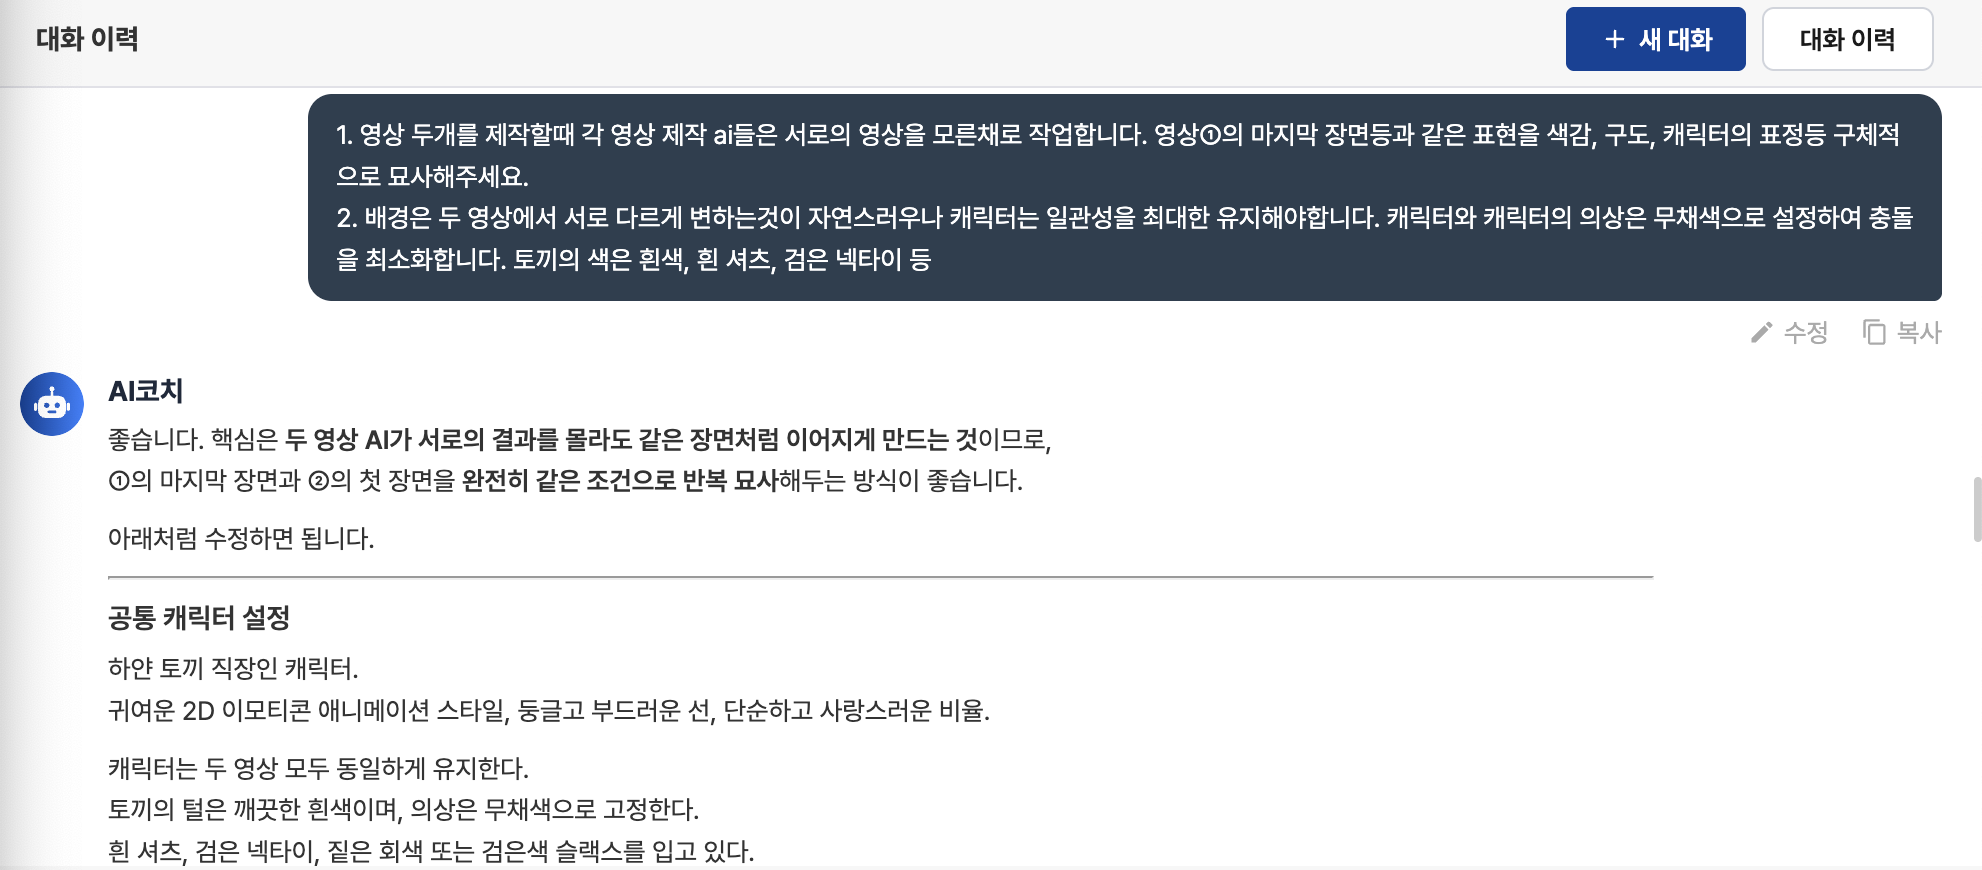 대화 이력
+ 새 대화
대화 이력
1. 영상 두개를 제작할때 각 영상 제작 ai들은 서로의 영상을 모른채로 작업합니다. 영상①의 마지막 장면등과 같은 표현을 색감, 구도, 캐릭터의 표정등 구체적
으로 묘사해주세요.
2. 배경은 두 영상에서 서로 다르게 변하는것이 자연스러우나 캐릭터는 일관성을 최대한 유지해야합니다. 캐릭터와 캐릭터의 의상은 무채색으로 설정하여 충돌
을 최소화합니다. 토끼의 색은 흰색, 흰 셔츠, 검은 넥타이 등
수정
복사
AI코치
좋습니다. 핵심은 두 영상 AI가 서로의 결과를 몰라도 같은 장면처럼 이어지게 만드는 것이므로,
①의 마지막 장면과 ②의 첫 장면을 완전히 같은 조건으로 반복 묘사해두는 방식이 좋습니다.
아래처럼 수정하면 됩니다.
공통 캐릭터 설정
하얀 토끼 직장인 캐릭터.
귀여운 2D 이모티콘 애니메이션 스타일, 둥글고 부드러운 선, 단순하고 사랑스러운 비율.
캐릭터는 두 영상 모두 동일하게 유지한다.
토끼의 털은 깨끗한 흰색이며, 의상은 무채색으로 고정한다.
흰 셔츠, 검은 넥타이, 짙은 회색 또는 검은색 슬랙스를 입고 있다.